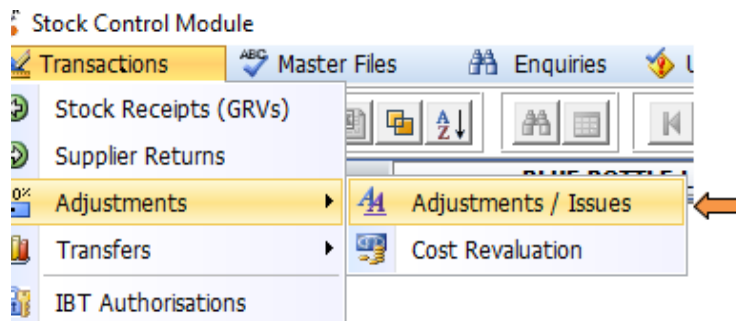 Stock Control Module
Transactions Master Files Enquiries
Stock Receipts (GRVs)
Supplier Returns
Adjustments Adjustments / Issues
Transfers Cost Revaluation
IBT Authorisations